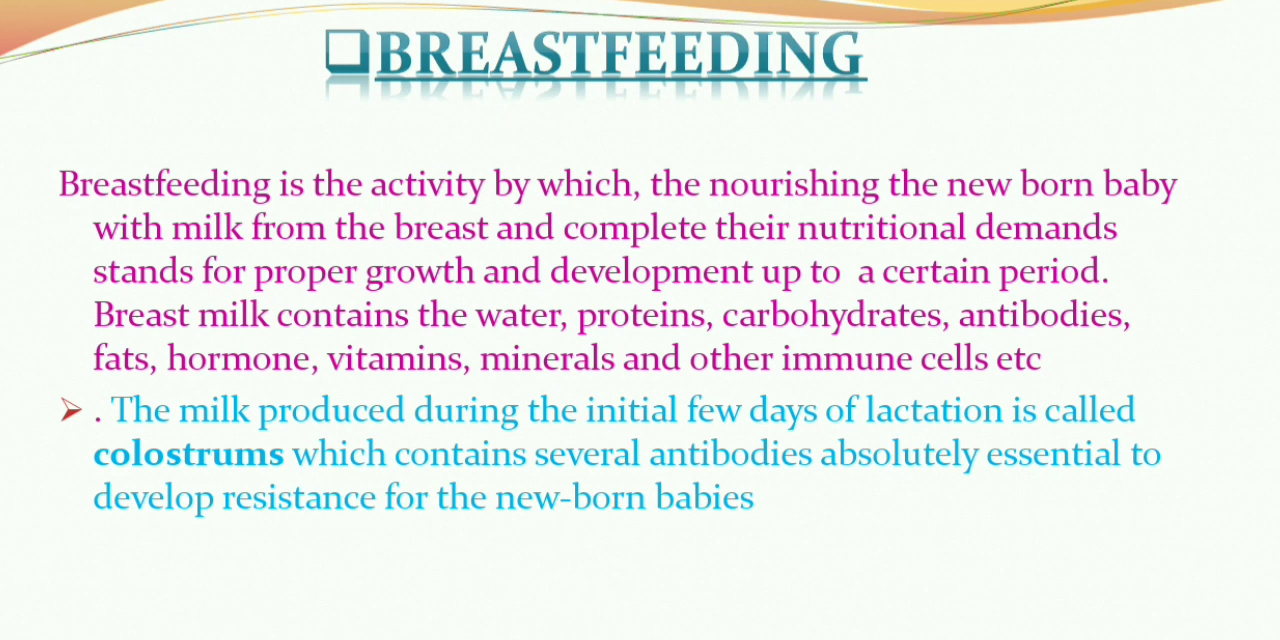 ❑BREASTFEEDING
Breastfeeding is the activity by which, the nourishing the new born baby
with milk from the breast and complete their nutritional demands
stands for proper growth and development up to  a certain period.
Breast milk contains the water, proteins, carbohydrates, antibodies,
fats, hormone, vitamins, minerals and other immune cells etc
➢ . The milk produced during the initial few days of lactation is called
colostrums which contains several antibodies absolutely essential to
develop resistance for the new-born babies